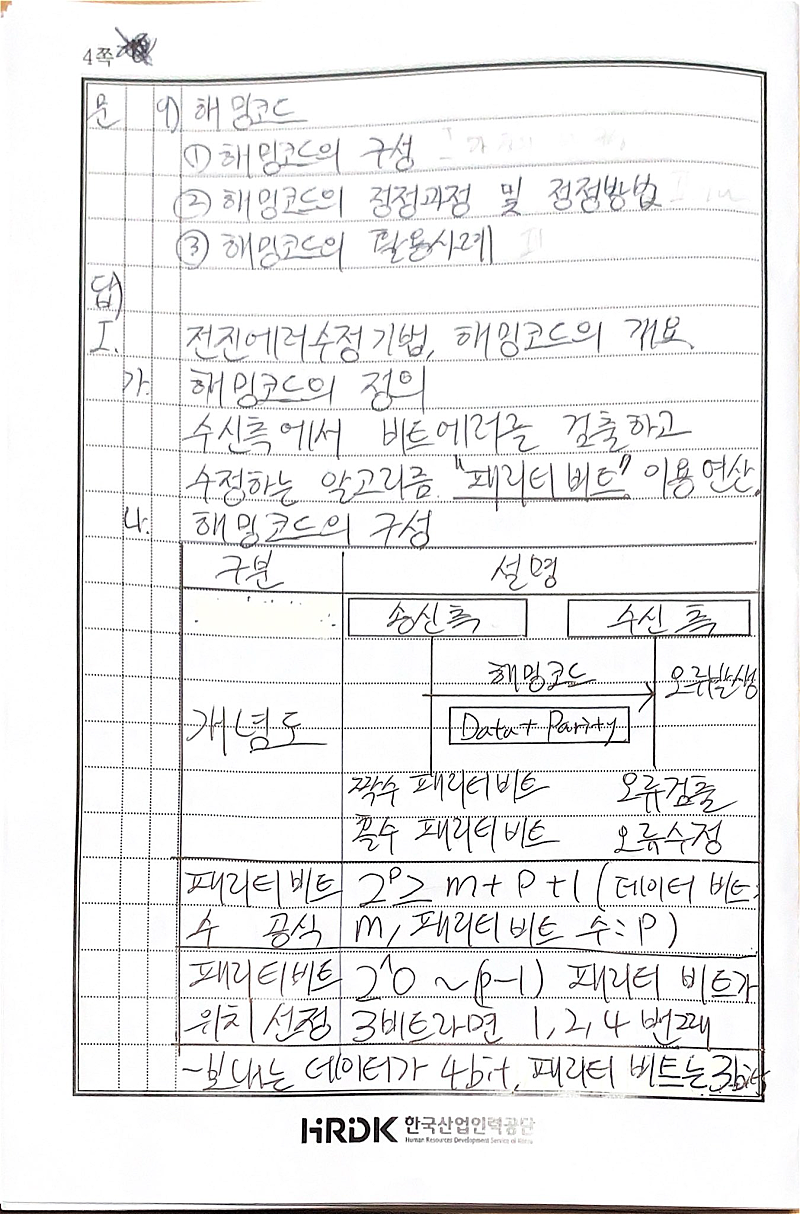 4쪽
문 9) 해밍코드
① 해밍코드의 구성
② 해밍코드의 정정과정 및 정정방법
③ 해밍코드의 활용사례
답)
I. 전진에러수정기법, 해밍코드의 개요
가. 해밍코드의 정의
수신측에서 비트에러를 검출하고
수정하는 알고리즘. "패리티비트" 이용 연산.
나. 해밍코드의 구성
구분 설명
송신측 수신측
해밍코드 오류발생
개념도 Data + Parity
짝수 패리티비트 오류검출
홀수 패리티비트 오류수정
패리티비트 2^p ≥ m + P + 1 (데이터 비트:
수 공식 m, 패리티 비트 수: P)
패리티비트 2^0 ~ (p-1) 패리티 비트가
위치 선정 3비트라면 1, 2, 4 번째
~보내는 데이터가 4bit, 패리티 비트는 3bit
HRDK 한국산업인력공단
Human Resources Development Service of Korea